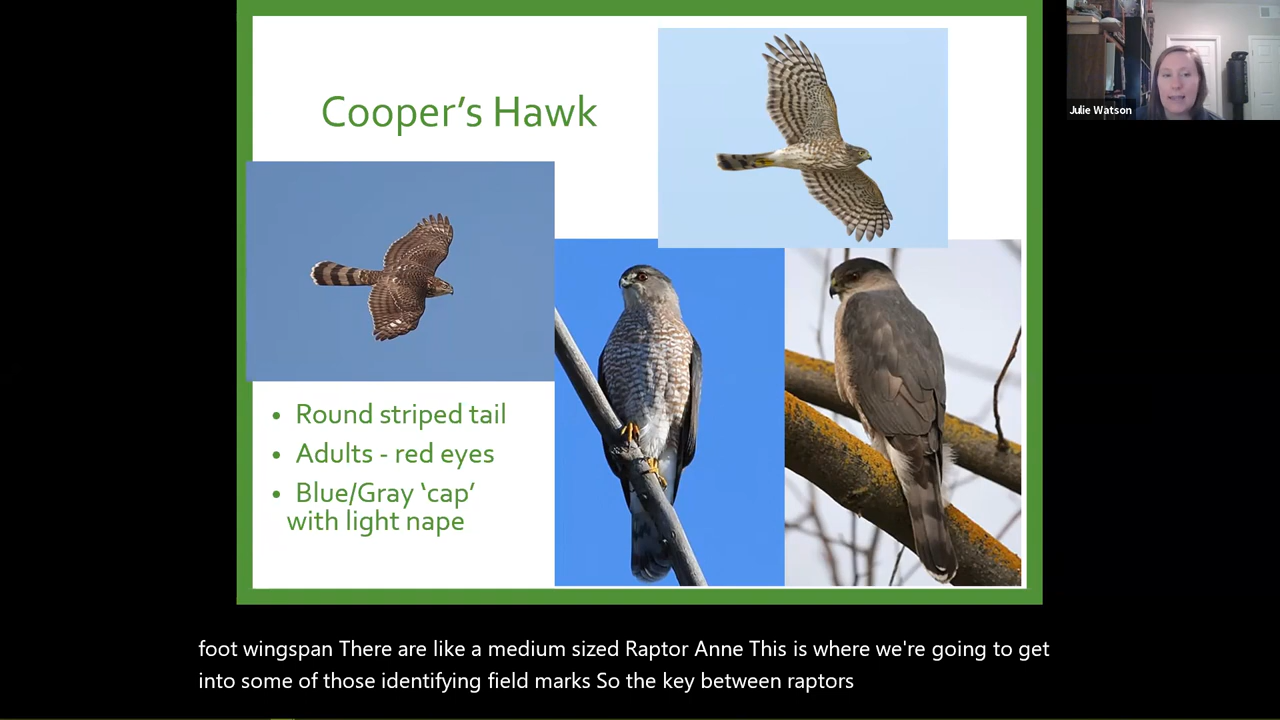 Cooper's Hawk
Julie Watson
• Round striped tail
• Adults - red eyes
• Blue/Gray ‘cap’
with light nape
foot wingspan There are like a medium sized Raptor Anne This is where we're going to get
into some of those identifying field marks So the key between raptors